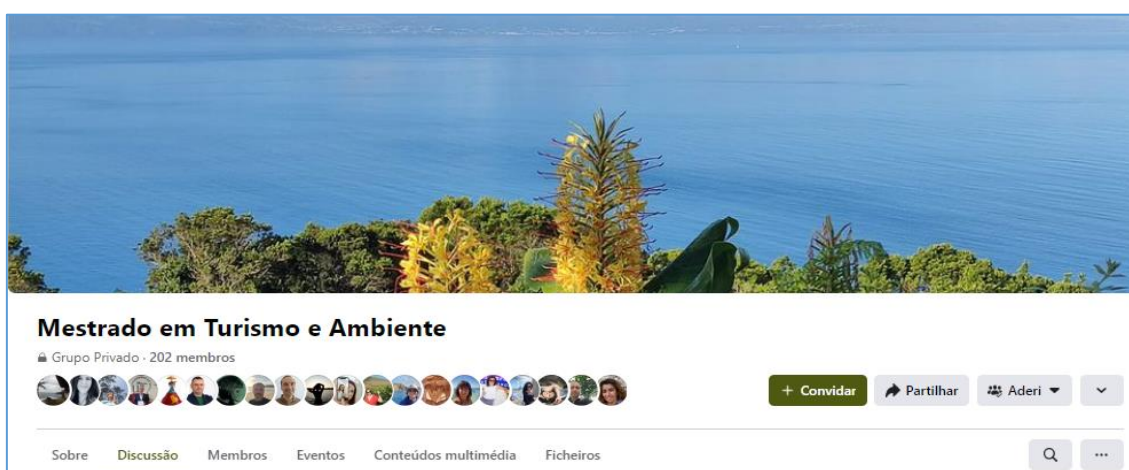 Mestrado em Turismo e Ambiente
Grupo Privado · 202 membros
+ Convidar Partilhar Aderi
Sobre Discussão Membros Eventos Conteúdos multimédia Ficheiros